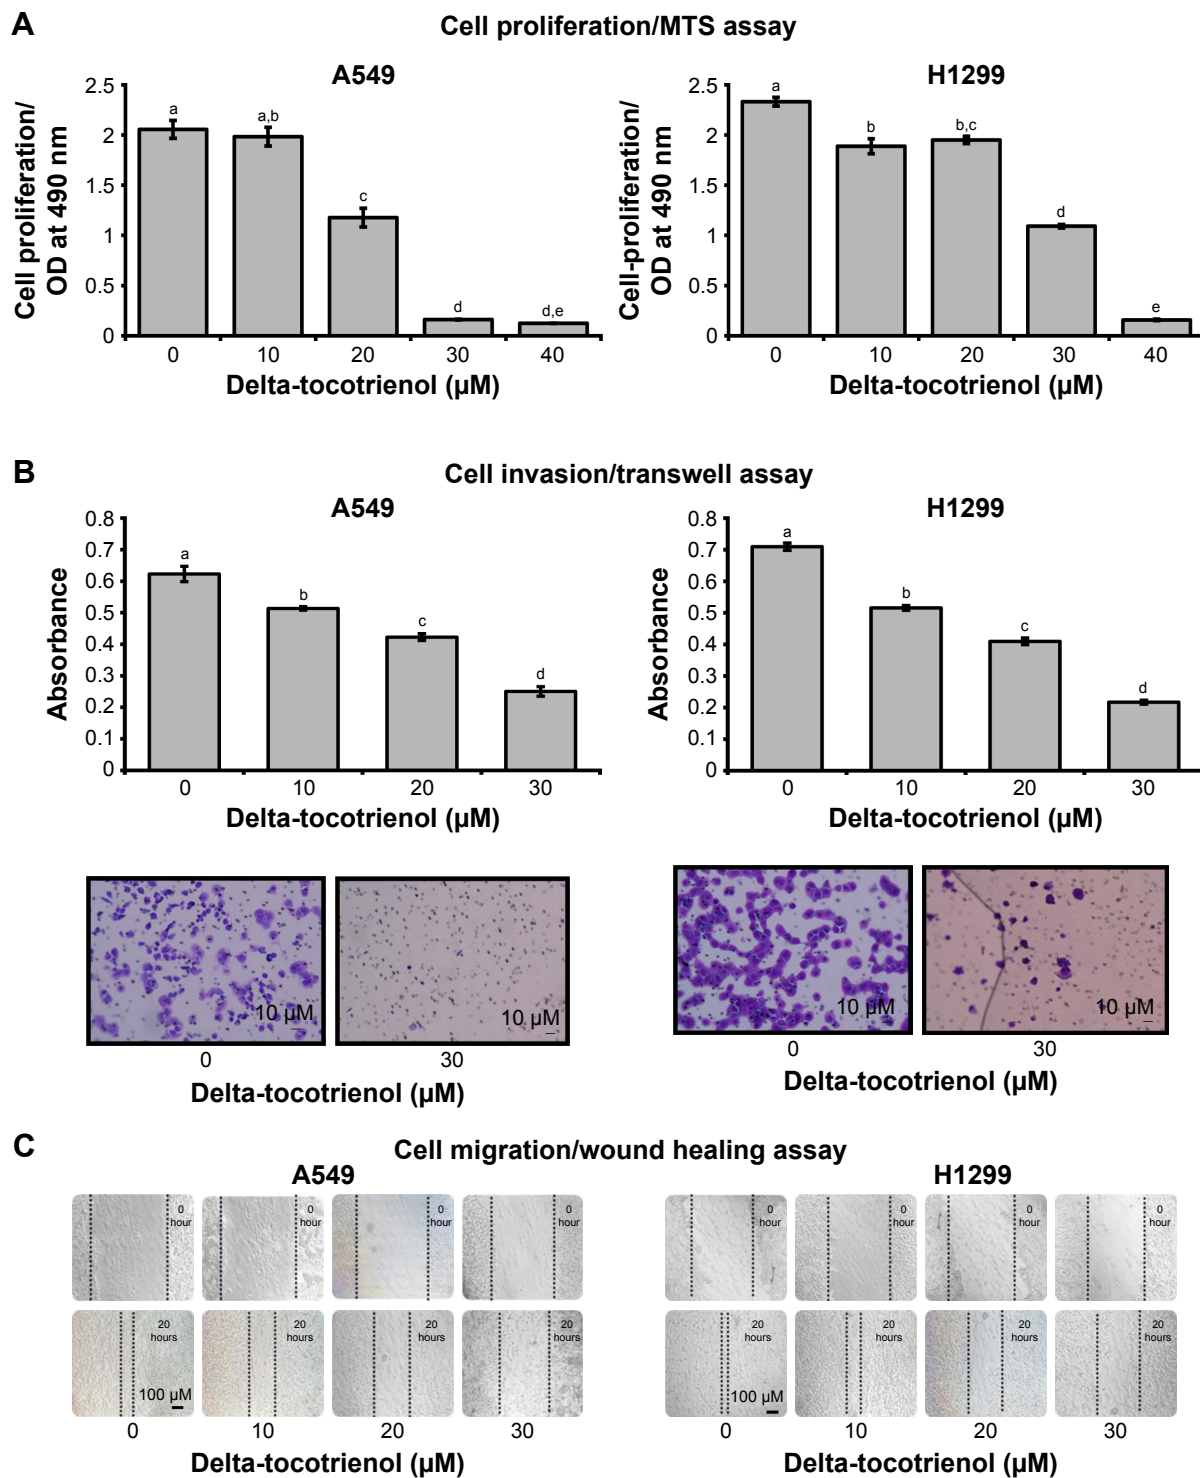 A
Cell proliferation/MTS assay
A549
Cell proliferation/
OD at 490 nm
2.5
2
1.5
1
0.5
0
a
a,b
c
d
d,e
0 10 20 30 40
Delta-tocotrienol (µM)
H1299
Cell-proliferation/
OD at 490 nm
2.5
2
1.5
1
0.5
0
a
b
b,c
d
e
0 10 20 30 40
Delta-tocotrienol (µM)
B
Cell invasion/transwell assay
A549
Absorbance
0.8
0.7
0.6
0.5
0.4
0.3
0.2
0.1
0
a
b
c
d
0 10 20 30
Delta-tocotrienol (µM)
H1299
Absorbance
0.8
0.7
0.6
0.5
0.4
0.3
0.2
0.1
0
a
b
c
d
0 10 20 30
Delta-tocotrienol (µM)
10 µM 10 µM
0 30
Delta-tocotrienol (µM)
10 µM 10 µM
0 30
Delta-tocotrienol (µM)
C
Cell migration/wound healing assay
A549
0 0 0 0
hour hour hour hour
20 20 20 20
hours hours hours hours
100 µM
0 10 20 30
Delta-tocotrienol (µM)
H1299
0 0 0 0
hour hour hour hour
20 20 20 20
hours hours hours hours
100 µM
0 10 20 30
Delta-tocotrienol (µM)